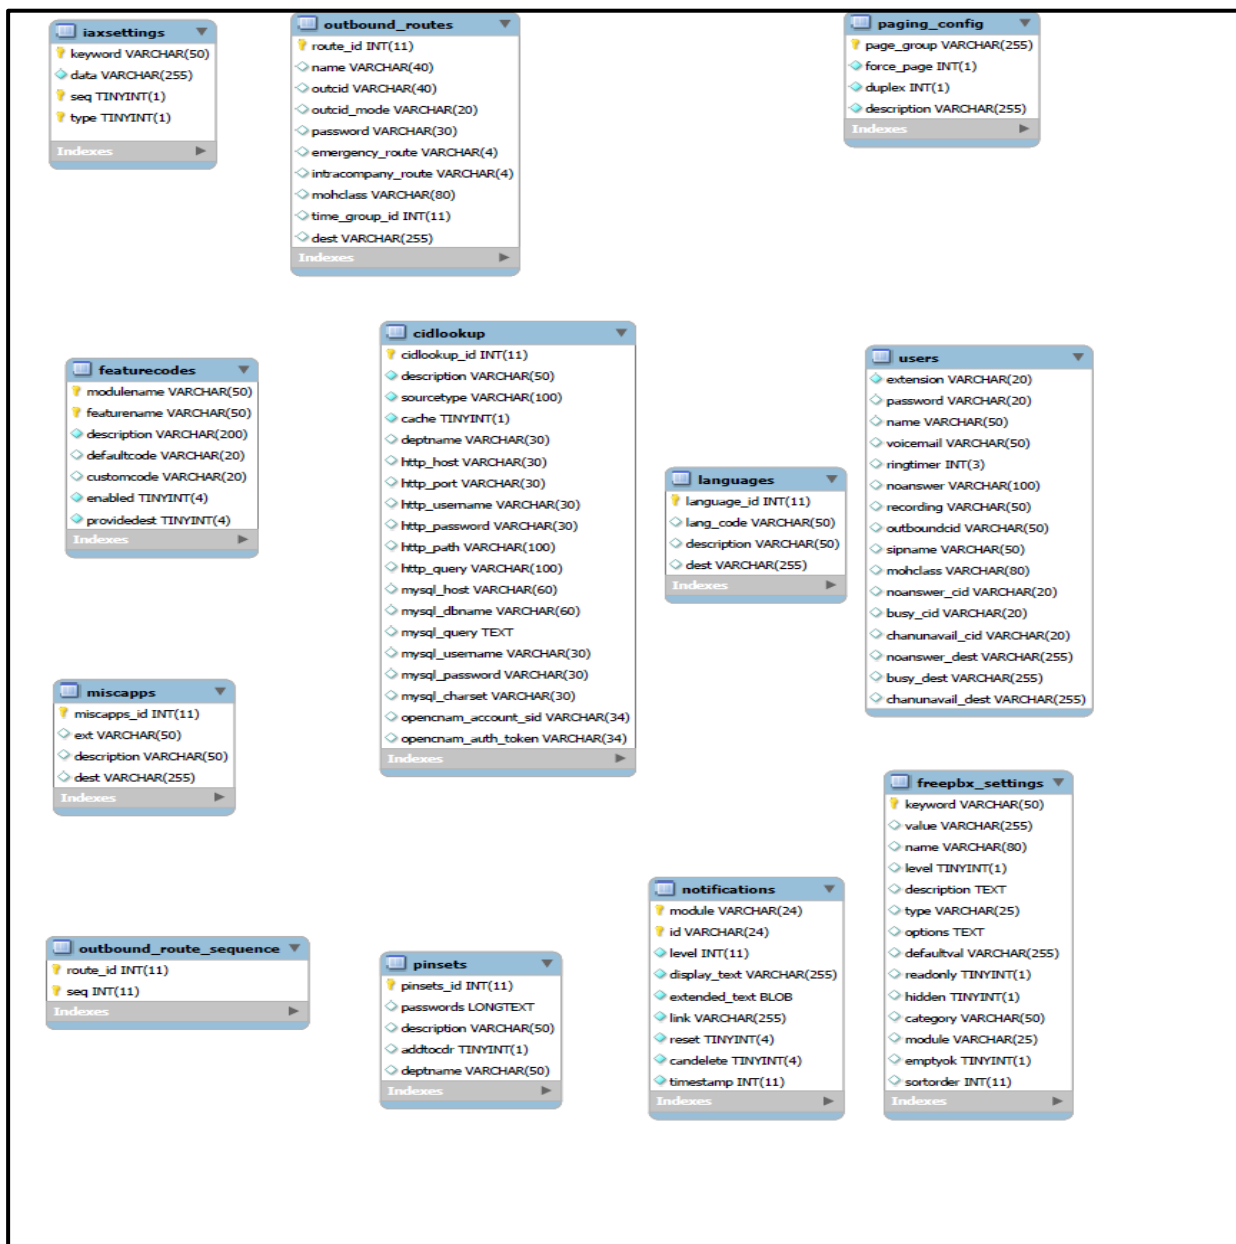 iaxsettings
keyword VARCHAR(50)
data VARCHAR(255)
seq TINYINT(1)
type TINYINT(1)
Indexes
outbound_routes
route_id INT(11)
name VARCHAR(40)
outcid VARCHAR(40)
outcid_mode VARCHAR(20)
password VARCHAR(30)
emergency_route VARCHAR(4)
intracompany_route VARCHAR(4)
mohclass VARCHAR(80)
time_group_id INT(11)
dest VARCHAR(255)
Indexes
paging_config
page_group VARCHAR(255)
force_page INT(1)
duplex INT(1)
description VARCHAR(255)
Indexes
featurecodes
modulename VARCHAR(50)
featurename VARCHAR(50)
description VARCHAR(200)
defaultcode VARCHAR(20)
customcode VARCHAR(20)
enabled TINYINT(4)
providedest TINYINT(4)
Indexes
cidlookup
cidlookup_id INT(11)
description VARCHAR(50)
sourcetype VARCHAR(100)
cache TINYINT(1)
deptname VARCHAR(30)
http_host VARCHAR(30)
http_port VARCHAR(30)
http_username VARCHAR(30)
http_password VARCHAR(30)
http_path VARCHAR(100)
http_query VARCHAR(100)
mysql_host VARCHAR(60)
mysql_dbname VARCHAR(60)
mysql_query TEXT
mysql_username VARCHAR(30)
mysql_password VARCHAR(30)
mysql_charset VARCHAR(30)
opencnam_account_sid VARCHAR(34)
opencnam_auth_token VARCHAR(34)
Indexes
languages
language_id INT(11)
lang_code VARCHAR(50)
description VARCHAR(50)
dest VARCHAR(255)
Indexes
users
extension VARCHAR(20)
password VARCHAR(20)
name VARCHAR(50)
voicemail VARCHAR(50)
ringtimer INT(3)
noanswer VARCHAR(100)
recording VARCHAR(50)
outboundcid VARCHAR(50)
sipname VARCHAR(50)
mohclass VARCHAR(80)
noanswer_cid VARCHAR(20)
busy_cid VARCHAR(20)
chanunavail_cid VARCHAR(20)
noanswer_dest VARCHAR(255)
busy_dest VARCHAR(255)
chanunavail_dest VARCHAR(255)
Indexes
miscapps
miscapps_id INT(11)
ext VARCHAR(50)
description VARCHAR(50)
dest VARCHAR(255)
Indexes
freepbx_settings
keyword VARCHAR(50)
value VARCHAR(255)
name VARCHAR(80)
level TINYINT(1)
description TEXT
type VARCHAR(25)
options TEXT
defaultval VARCHAR(255)
readonly TINYINT(1)
hidden TINYINT(1)
category VARCHAR(50)
module VARCHAR(25)
emptyok TINYINT(1)
sortorder INT(11)
Indexes
outbound_route_sequence
route_id INT(11)
seq INT(11)
Indexes
pinsets
pinsets_id INT(11)
passwords LONGTEXT
description VARCHAR(50)
addtocdr TINYINT(1)
deptname VARCHAR(50)
Indexes
notifications
module VARCHAR(24)
id VARCHAR(24)
level INT(11)
display_text VARCHAR(255)
extended_text BLOB
link VARCHAR(255)
reset TINYINT(4)
candelete TINYINT(4)
timestamp INT(11)
Indexes